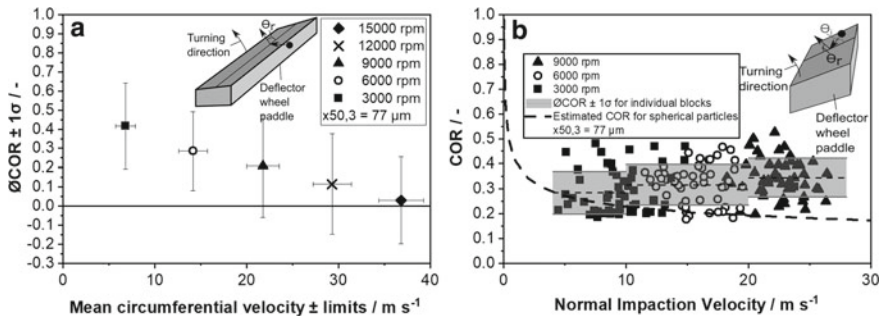 a
Θr
Turning
direction
Deflector
wheel
paddle
15000 rpm
12000 rpm
9000 rpm
6000 rpm
3000 rpm
x50,3 = 77 µm
1.0
0.9
0.8
0.7
0.6
0.5
0.4
0.3
0.2
0.1
0.0
-0.1
-0.2
-0.3
ØCOR ± 1σ
0
10
20
30
40
Mean circumferential velocity ± limits / m s⁻¹
b
Θr
Turning
direction
Deflector
wheel
paddle
9000 rpm
6000 rpm
3000 rpm
ØCOR ± 1σ for individual blocks
Estimated COR for spherical particles
x50,3 = 77 µm
1.0
0.9
0.8
0.7
0.6
0.5
0.4
0.3
0.2
0.1
0
COR / -
0
10
20
30
Normal Impaction Velocity / m s⁻¹